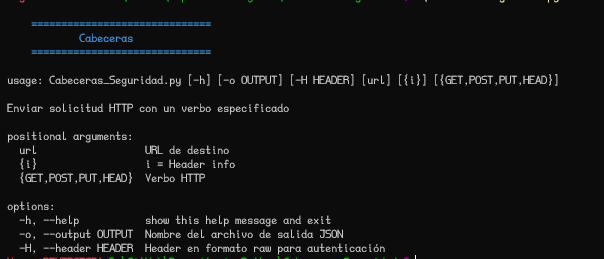 ==============================
Cabeceras
==============================
usage: Cabeceras_Seguridad.py [-h] [-o OUTPUT] [-H HEADER] [url] [{i}] [{GET,POST,PUT,HEAD}]
Enviar solicitud HTTP con un verbo especificado
positional arguments:
url URL de destino
{i} i = Header info
{GET,POST,PUT,HEAD} Verbo HTTP
options:
-h, --help show this help message and exit
-o, --output OUTPUT Nombre del archivo de salida JSON
-H, --header HEADER Header en formato raw para autenticación